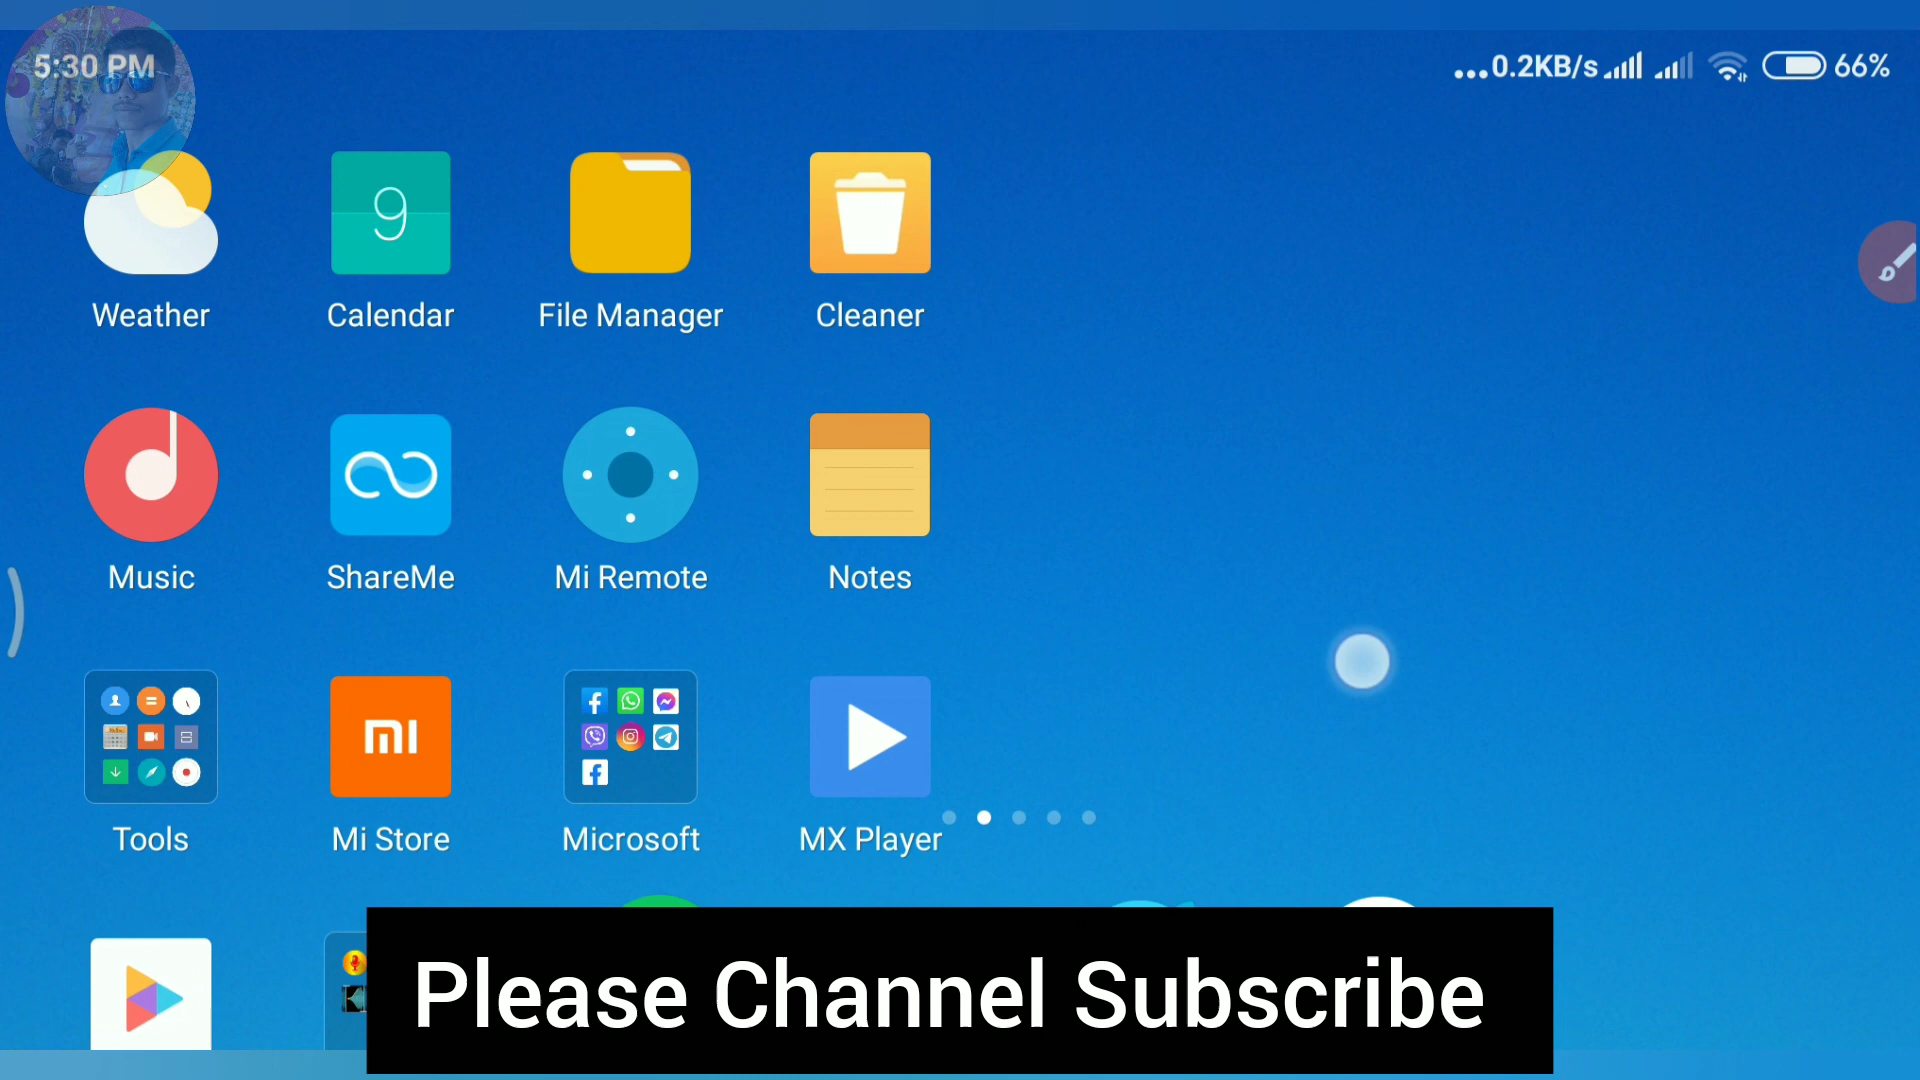 5:30 PM
...0.2KB/s 66%
9
Weather Calendar File Manager Cleaner
Music ShareMe Mi Remote Notes
mi
Tools Mi Store Microsoft MX Player
Please Channel Subscribe